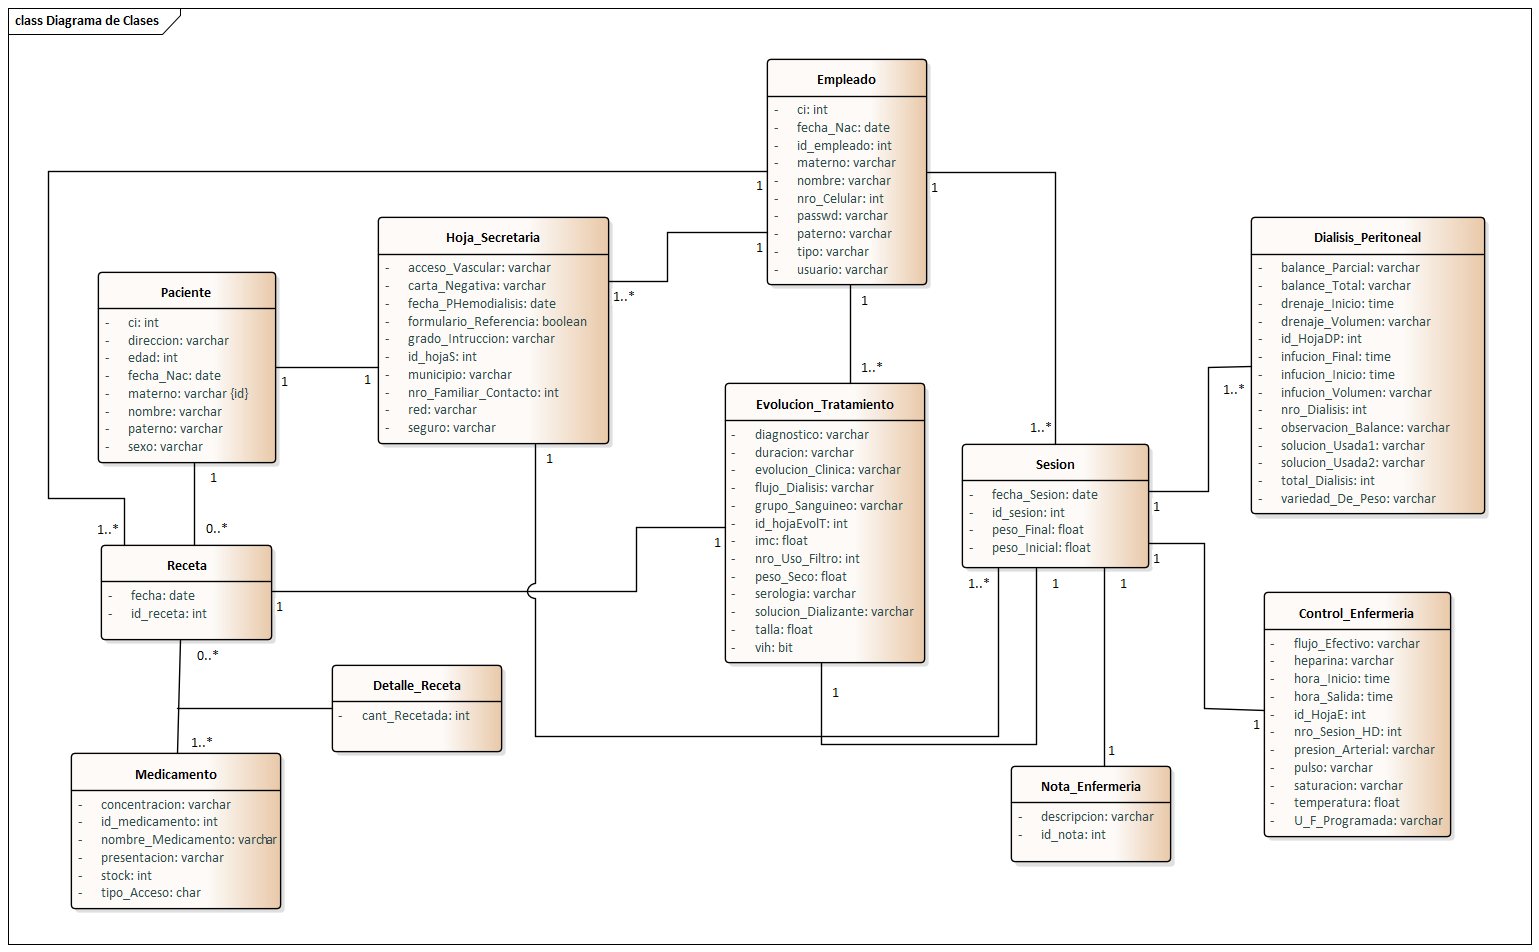 class Diagrama de Clases
Empleado
- ci: int
- fecha_Nac: date
- id_empleado: int
- materno: varchar
- nombre: varchar
- nro_Celular: int
- passwd: varchar
- paterno: varchar
- tipo: varchar
- usuario: varchar
1
1
1
1
Hoja_Secretaria
- acceso_Vascular: varchar
- carta_Negativa: varchar
- fecha_PHemodialisis: date
- formulario_Referencia: boolean
- grado_Intruccion: varchar
- id_hojaS: int
- municipio: varchar
- nro_Familiar_Contacto: int
- red: varchar
- seguro: varchar
1..*
1
1
Dialisis_Peritoneal
- balance_Parcial: varchar
- balance_Total: varchar
- drenaje_Inicio: time
- drenaje_Volumen: varchar
- id_HojaDP: int
- infucion_Final: time
- infucion_Inicio: time
- infucion_Volumen: varchar
- nro_Dialisis: int
- observacion_Balance: varchar
- solucion_Usada1: varchar
- solucion_Usada2: varchar
- total_Dialisis: int
- variedad_De_Peso: varchar
1..*
Paciente
- ci: int
- direccion: varchar
- edad: int
- fecha_Nac: date
- materno: varchar {id}
- nombre: varchar
- paterno: varchar
- sexo: varchar
1
1
Evolucion_Tratamiento
- diagnostico: varchar
- duracion: varchar
- evolucion_Clinica: varchar
- flujo_Dialisis: varchar
- grupo_Sanguineo: varchar
- id_hojaEvolT: int
- imc: float
- nro_Uso_Filtro: int
- peso_Seco: float
- serologia: varchar
- solucion_Dializante: varchar
- talla: float
- vih: bit
1..*
1
1
Sesion
- fecha_Sesion: date
- id_sesion: int
- peso_Final: float
- peso_Inicial: float
1..*
1
1
1..*
1
1
Receta
- fecha: date
- id_receta: int
1..*
0..*
1
0..*
Control_Enfermeria
- flujo_Efectivo: varchar
- heparina: varchar
- hora_Inicio: time
- hora_Salida: time
- id_HojaE: int
- nro_Sesion_HD: int
- presion_Arterial: varchar
- pulso: varchar
- saturacion: varchar
- temperatura: float
- U_F_Programada: varchar
1
Detalle_Receta
- cant_Recetada: int
Medicamento
- concentracion: varchar
- id_medicamento: int
- nombre_Medicamento: varchar
- presentacion: varchar
- stock: int
- tipo_Acceso: char
1..*
Nota_Enfermeria
- descripcion: varchar
- id_nota: int
1